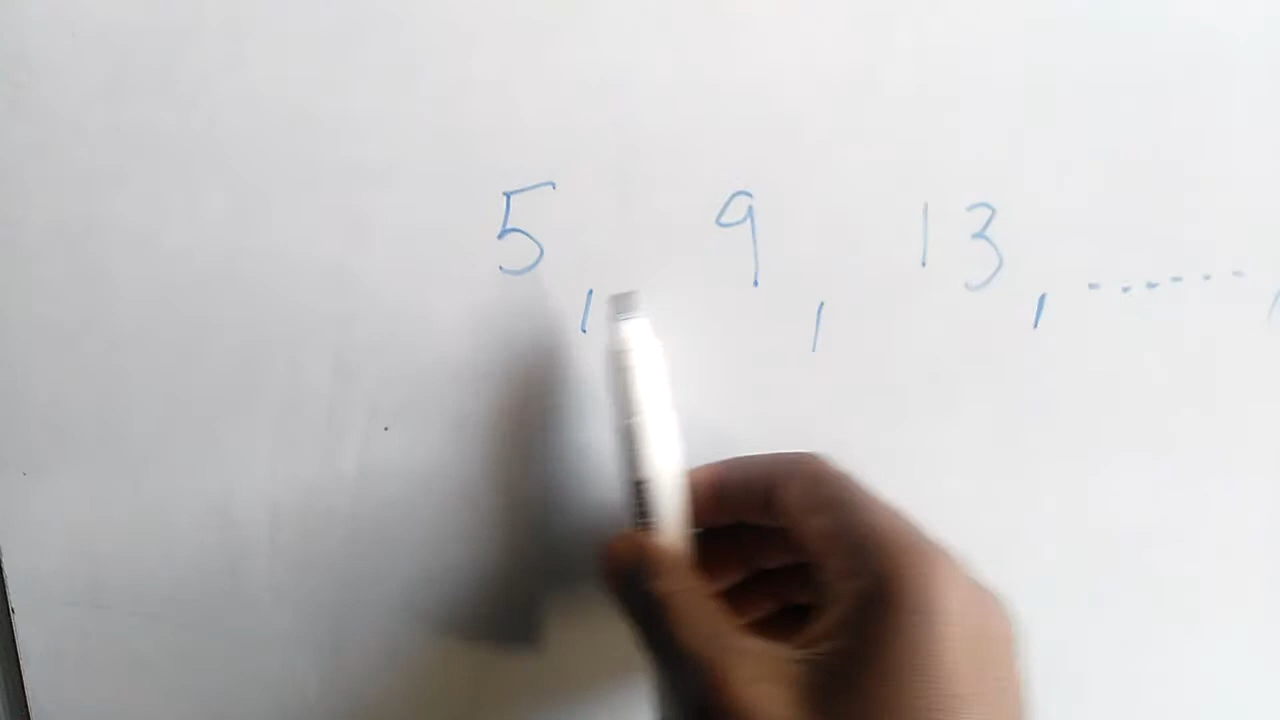 5, 9, 13, ......,